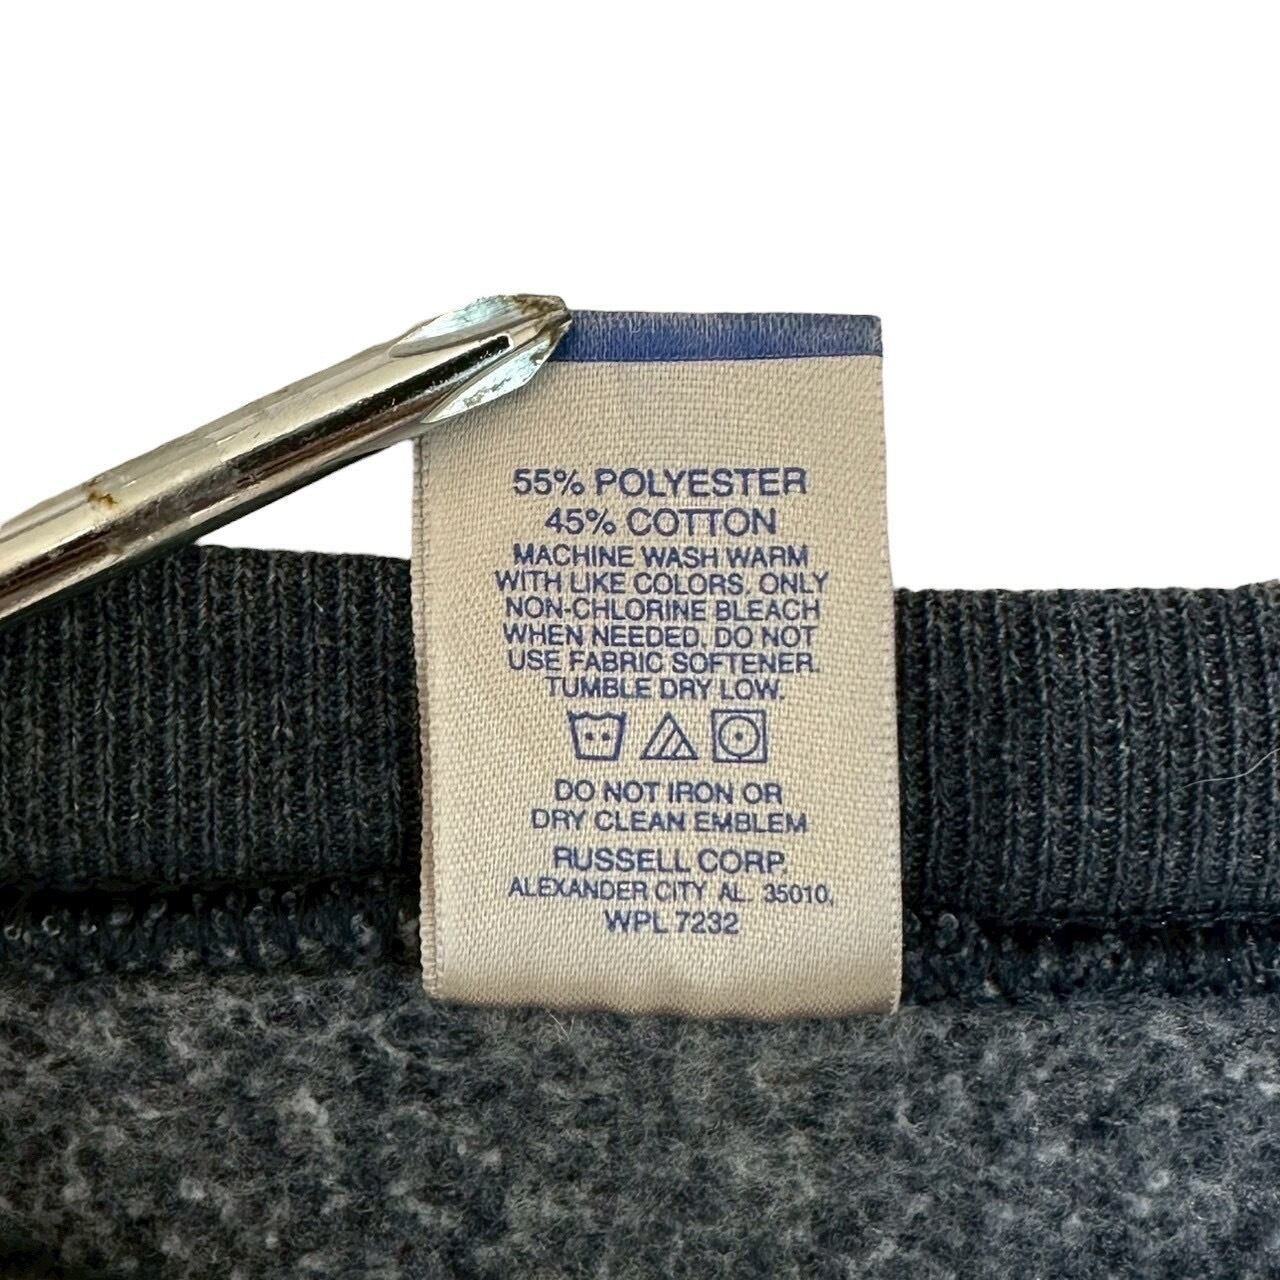 55% POLYESTER
45% COTTON
MACHINE WASH WARM
WITH LIKE COLORS. ONLY
NON-CHLORINE BLEACH
WHEN NEEDED. DO NOT
USE FABRIC SOFTENER.
TUMBLE DRY LOW.
DO NOT IRON OR
DRY CLEAN EMBLEM
RUSSELL CORP.
ALEXANDER CITY AL. 35010,
WPL 7232